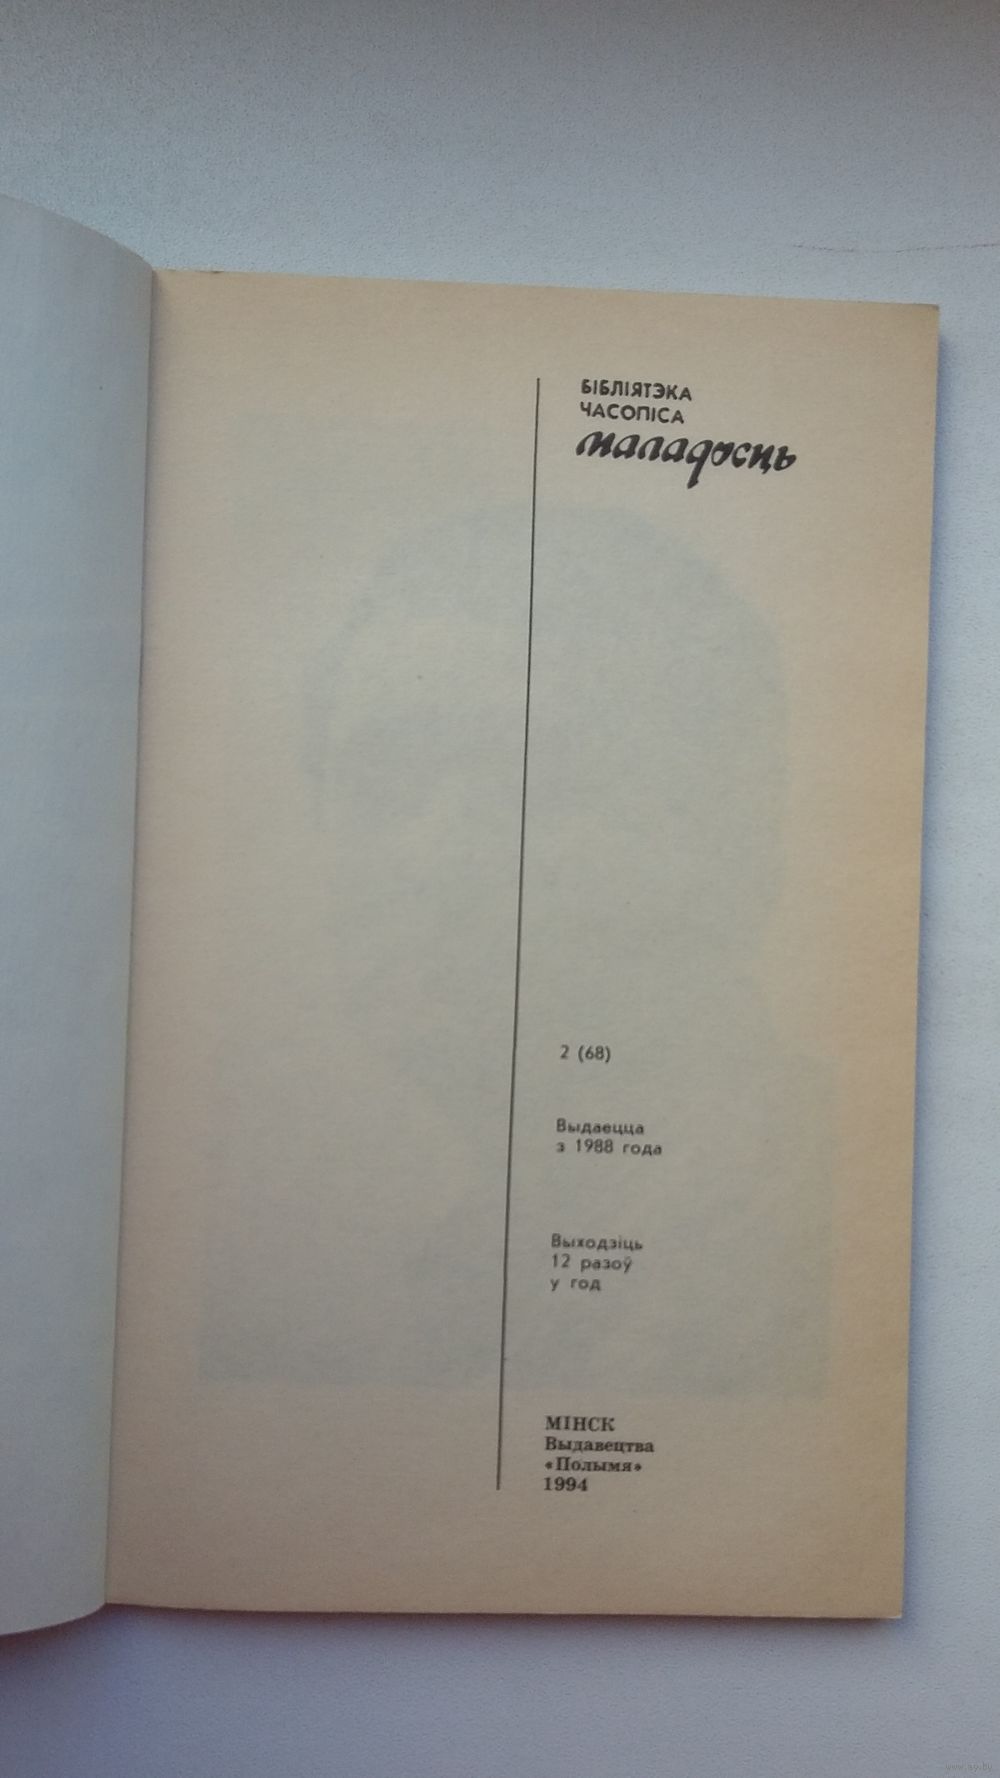 БІБЛІЯТЭКА
ЧАСОПІСА
маладосць
2 (68)
Выдаецца
з 1988 года
Выходзіць
12 разоў
у год
МІНСК
Выдавецтва
«Полымя»
1994